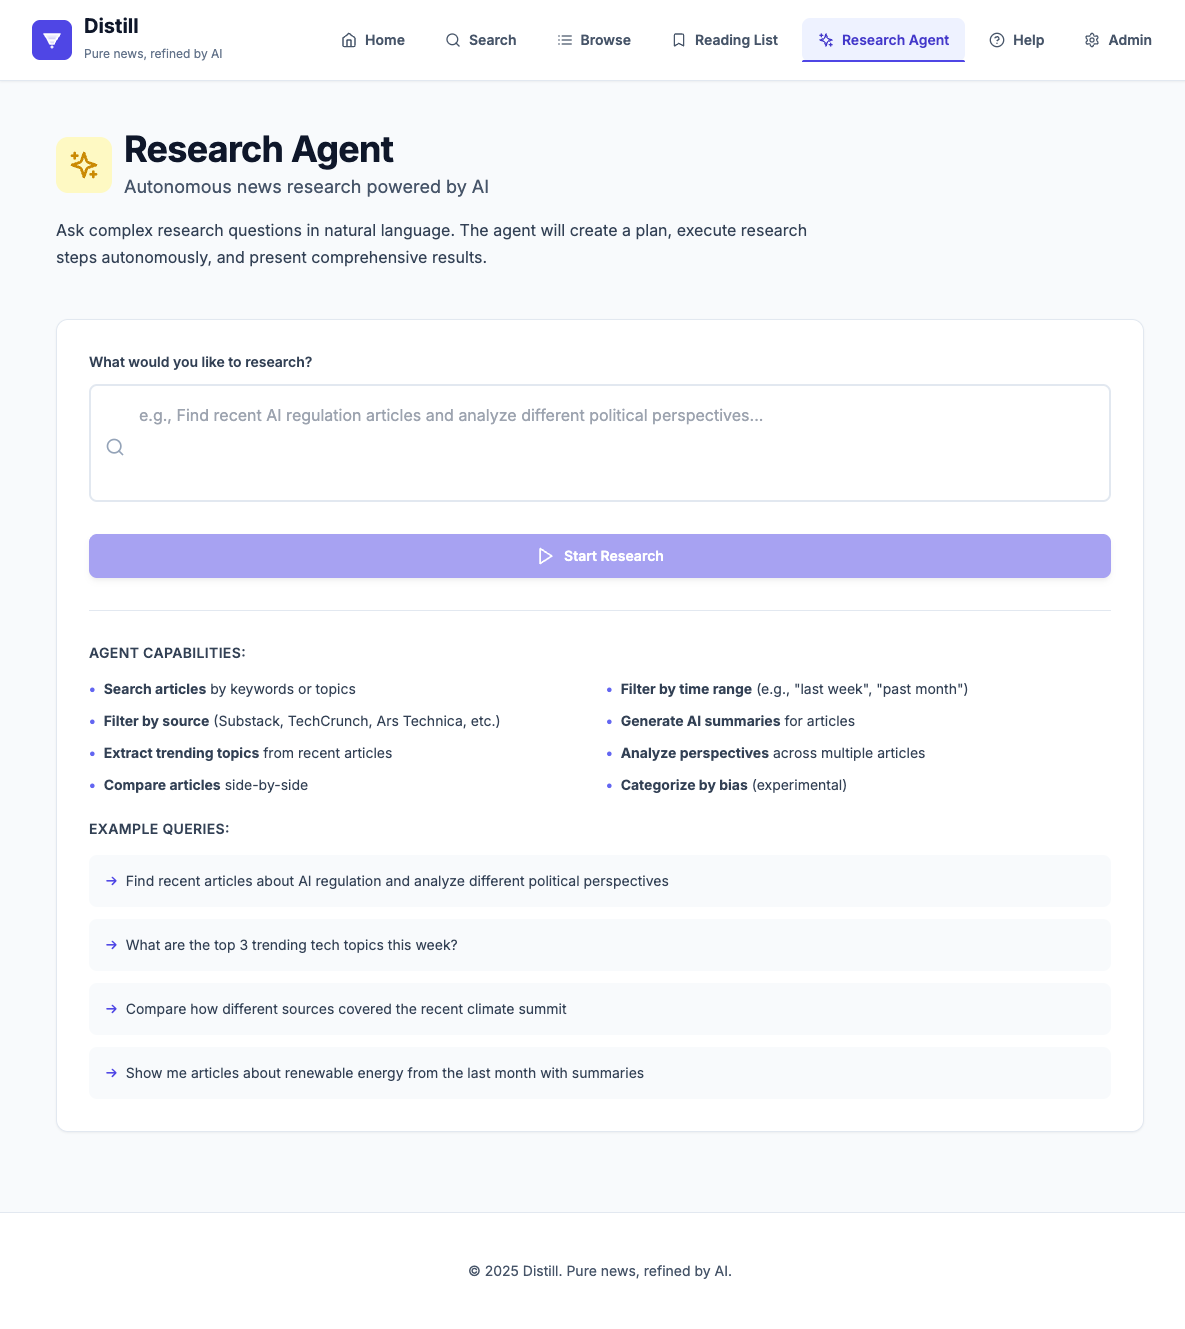 Distill
Pure news, refined by AI
Home
Search
Browse
Reading List
Research Agent
Help
Admin
Research Agent
Autonomous news research powered by AI
Ask complex research questions in natural language. The agent will create a plan, execute research
steps autonomously, and present comprehensive results.
What would you like to research?
e.g., Find recent AI regulation articles and analyze different political perspectives...
Start Research
AGENT CAPABILITIES:
• Search articles by keywords or topics
• Filter by time range (e.g., "last week", "past month")
• Filter by source (Substack, TechCrunch, Ars Technica, etc.)
• Generate AI summaries for articles
• Extract trending topics from recent articles
• Analyze perspectives across multiple articles
• Compare articles side-by-side
• Categorize by bias (experimental)
EXAMPLE QUERIES:
→ Find recent articles about AI regulation and analyze different political perspectives
→ What are the top 3 trending tech topics this week?
→ Compare how different sources covered the recent climate summit
→ Show me articles about renewable energy from the last month with summaries
© 2025 Distill. Pure news, refined by AI.